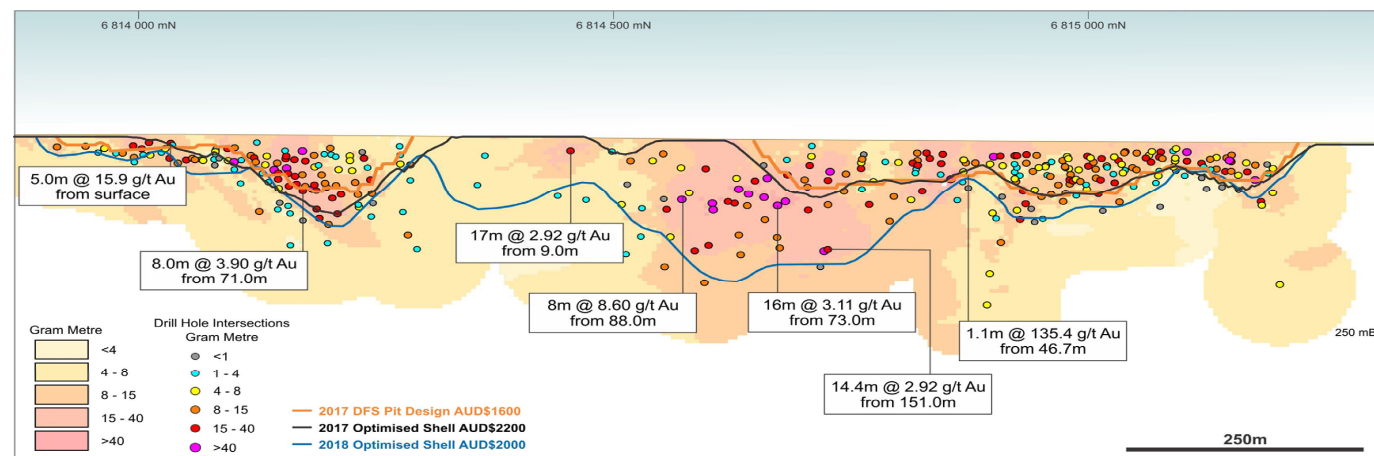 6 814 000 mN
6 814 500 mN
6 815 000 mN
5.0m @ 15.9 g/t Au
from surface
8.0m @ 3.90 g/t Au
from 71.0m
17m @ 2.92 g/t Au
from 9.0m
8m @ 8.60 g/t Au
from 88.0m
16m @ 3.11 g/t Au
from 73.0m
1.1m @ 135.4 g/t Au
from 46.7m
14.4m @ 2.92 g/t Au
from 151.0m
250 mE
Gram Metre
<4
4 - 8
8 - 15
15 - 40
>40
Drill Hole Intersections
Gram Metre
<1
1 - 4
4 - 8
8 - 15
15 - 40
>40
2017 DFS Pit Design AUD$1600
2017 Optimised Shell AUD$2200
2018 Optimised Shell AUD$2000
250m